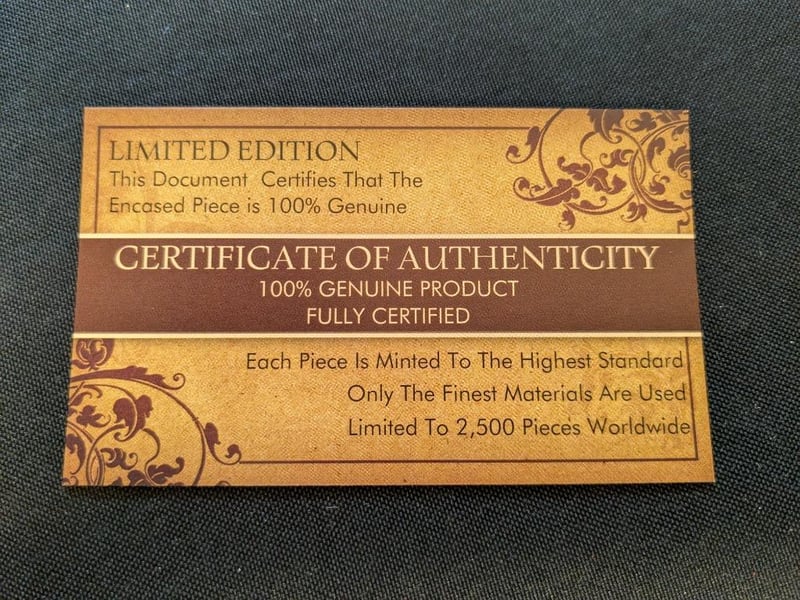 LIMITED EDITION
This Document Certifies That The
Encased Piece is 100% Genuine
CERTIFICATE OF AUTHENTICITY
100% GENUINE PRODUCT
FULLY CERTIFIED
Each Piece Is Minted To The Highest Standard
Only The Finest Materials Are Used
Limited To 2,500 Pieces Worldwide